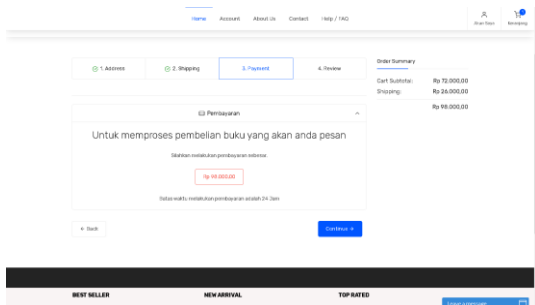 Home Account About Us Contact Help / FAQ
Keranjang
1. Address 2. Shipping 3. Payment 4. Review
Order Summary
Cart Subtotal: Rp 72.000,00
Shipping: Rp 26.000,00
Rp 98.000,00
Pembayaran
Untuk memproses pembelian buku yang akan anda pesan
Silahkan melakukan pembayaran sebesar.
Rp 98.000,00
Batas waktu melakukan pembayaran adalah 24 Jam
Back
Continue
BEST SELLER NEW ARRIVAL TOP RATED
Leave a message